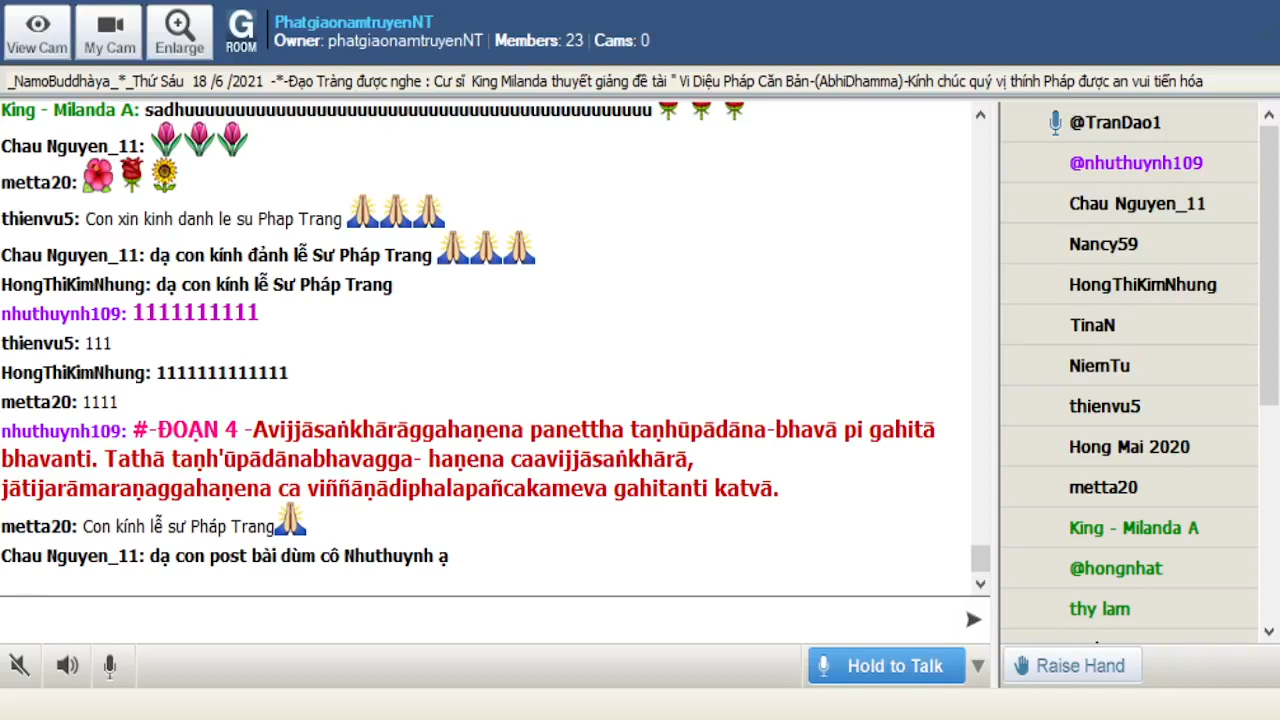 PhatgiaonamtruyenNT
Owner: phatgiaonamtruyenNT | Members: 23 | Cams: 0
View Cam
My Cam
Enlarge
G ROOM
_NamoBuddhàya_*_Thứ Sáu 18 /6 /2021 -*-Đạo Tràng được nghe : Cư sĩ King Milanda thuyết giảng đề tài " Vi Diệu Pháp Căn Bản-(AbhiDhamma)-Kính chúc quý vị thính Pháp được an vui tiến hóa
King - Milanda A: sadhuuuuuuuuuuuuuuuuuuuuuuuuuuuuuuuuuuuuuuuuuuuuuuuuu
Chau Nguyen_11:
metta20:
thienvu5: Con xin kinh danh le su Phap Trang
Chau Nguyen_11: dạ con kính đảnh lễ Sư Pháp Trang
HongThiKimNhung: dạ con kính lễ Sư Pháp Trang
nhuthuynh109: 1111111111
thienvu5: 111
HongThiKimNhung: 1111111111111
metta20: 1111
nhuthuynh109: #-ĐOẠN 4 -Avijjāsaṅkhārāggahaṇena panettha taṇhūpādāna-bhavā pi gahitā
bhavanti. Tathā taṇh'ūpādānabhavagga- haṇena caavijjāsaṅkhārā,
jātijarāmaraṇaggahaṇena ca viññāṇādiphalapañcakameva gahitanti katvā.
metta20: Con kính lễ sư Pháp Trang
Chau Nguyen_11: dạ con post bài dùm cô Nhuthuynh ạ
Hold to Talk
@TranDao1
@nhuthuynh109
Chau Nguyen_11
Nancy59
HongThiKimNhung
TinaN
NiemTu
thienvu5
Hong Mai 2020
metta20
King - Milanda A
@hongnhat
thy lam
Raise Hand